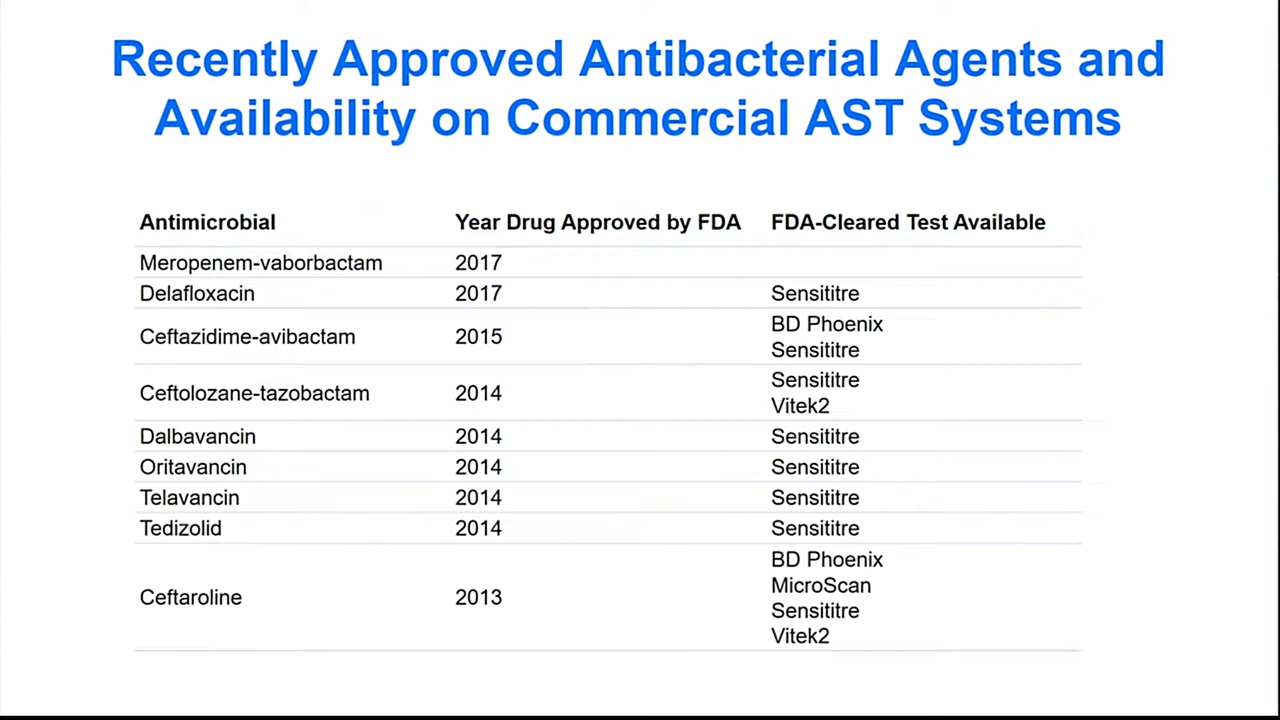 Recently Approved Antibacterial Agents and
Availability on Commercial AST Systems
Antimicrobial Year Drug Approved by FDA FDA-Cleared Test Available
Meropenem-vaborbactam 2017
Delafloxacin 2017 Sensititre
Ceftazidime-avibactam 2015 BD Phoenix
Sensititre
Ceftolozane-tazobactam 2014 Sensititre
Vitek2
Dalbavancin 2014 Sensititre
Oritavancin 2014 Sensititre
Telavancin 2014 Sensititre
Tedizolid 2014 Sensititre
Ceftaroline 2013 BD Phoenix
MicroScan
Sensititre
Vitek2